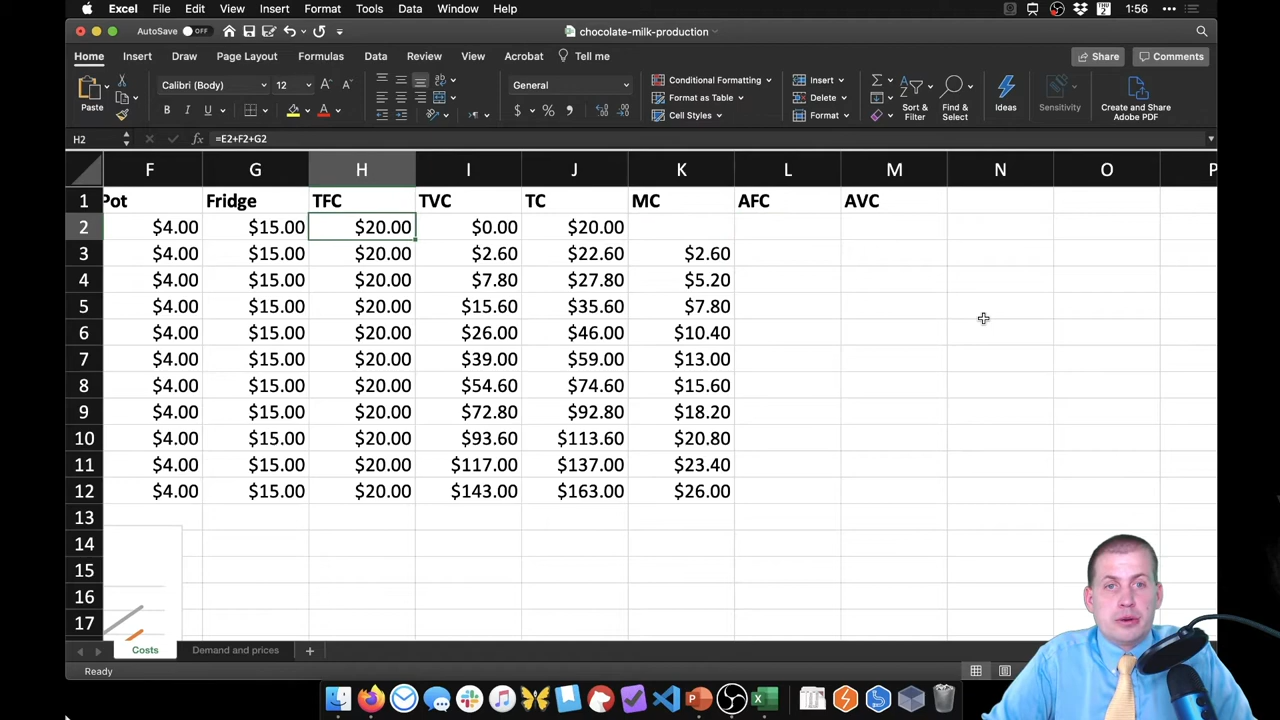 Excel File Edit View Insert Format Tools Data Window Help THU 2 1:56
AutoSave OFF chocolate-milk-production
Home Insert Draw Page Layout Formulas Data Review View Acrobat Tell me Share Comments
Paste Calibri (Body) 12 A A ab General Conditional Formatting Format as Table Cell Styles Insert Delete Format Sort & Filter Find & Select Ideas Sensitivity Create and Share Adobe PDF
B I U A $ % 
H2 fx =E2+F2+G2
F G H I J K L M N O P
1 Pot Fridge TFC TVC TC MC AFC AVC
2 $4.00 $15.00 $20.00 $0.00 $20.00
3 $4.00 $15.00 $20.00 $2.60 $22.60 $2.60
4 $4.00 $15.00 $20.00 $7.80 $27.80 $5.20
5 $4.00 $15.00 $20.00 $15.60 $35.60 $7.80
6 $4.00 $15.00 $20.00 $26.00 $46.00 $10.40
7 $4.00 $15.00 $20.00 $39.00 $59.00 $13.00
8 $4.00 $15.00 $20.00 $54.60 $74.60 $15.60
9 $4.00 $15.00 $20.00 $72.80 $92.80 $18.20
10 $4.00 $15.00 $20.00 $93.60 $113.60 $20.80
11 $4.00 $15.00 $20.00 $117.00 $137.00 $23.40
12 $4.00 $15.00 $20.00 $143.00 $163.00 $26.00
13
14
15
16
17
Costs Demand and prices
Ready